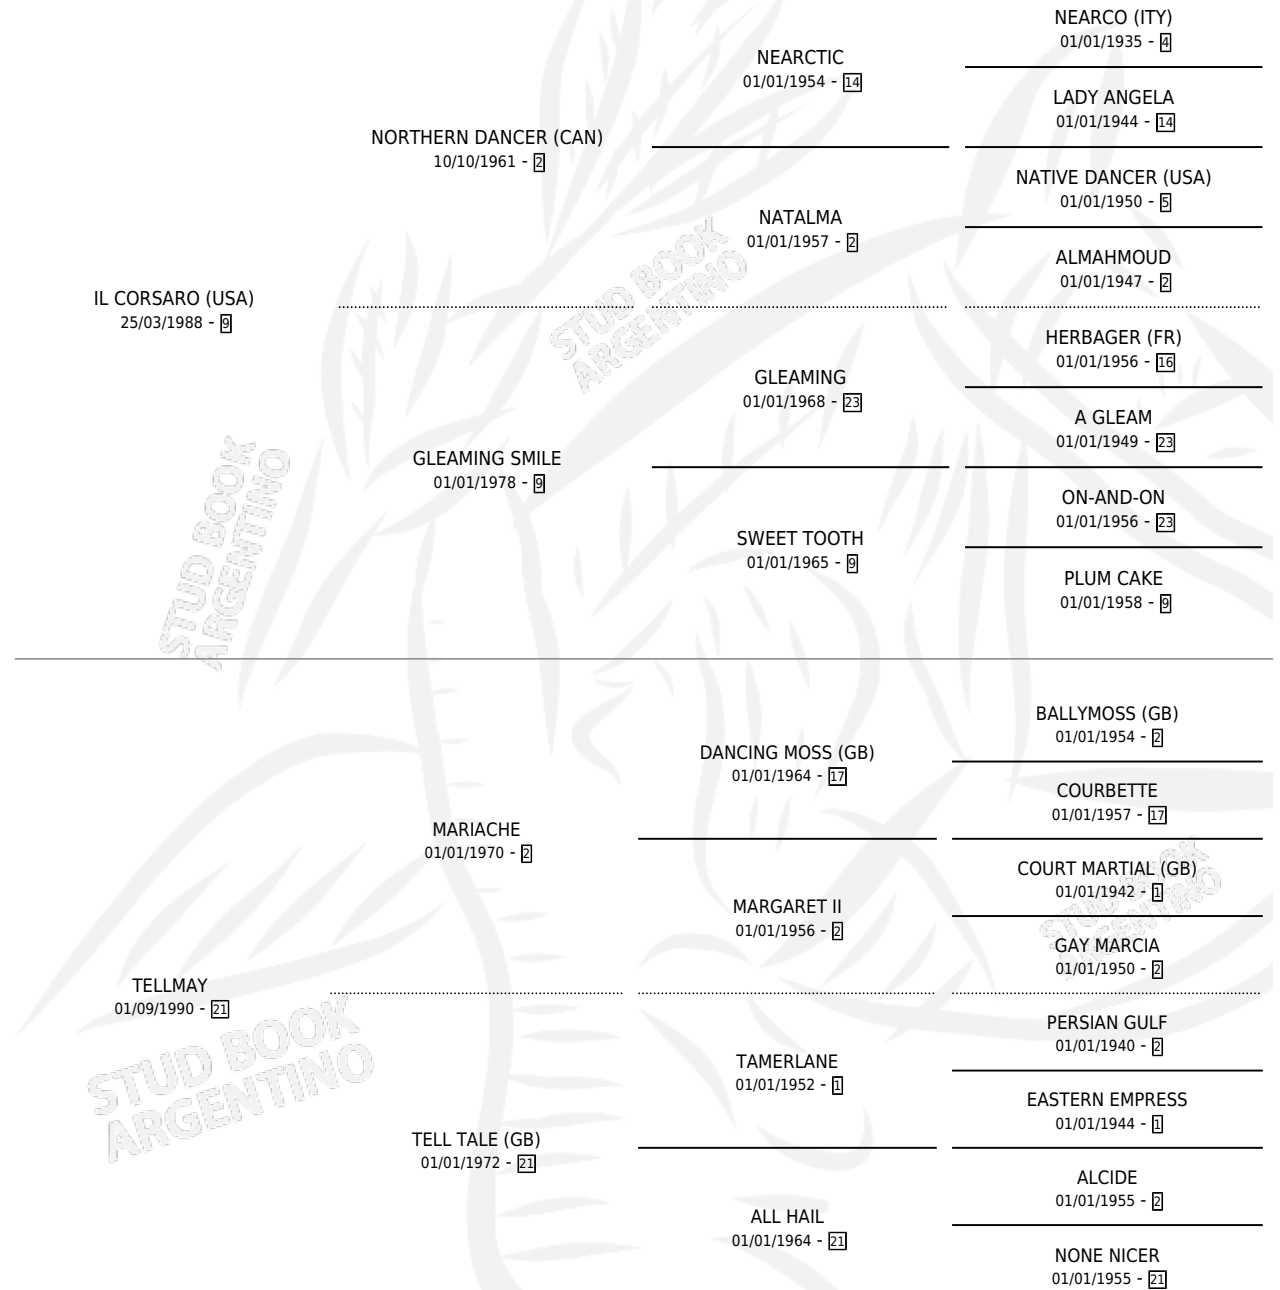 NEARCO (ITY)
01/01/1935 - 4
NEARCTIC
01/01/1954 - 14
LADY ANGELA
01/01/1944 - 14
NORTHERN DANCER (CAN)
10/10/1961 - 2
NATIVE DANCER (USA)
01/01/1950 - 5
NATALMA
01/01/1957 - 2
ALMAHMOUD
01/01/1947 - 2
IL CORSARO (USA)
25/03/1988 - 9
STUD BOOK
ARGENTINO
HERBAGER (FR)
01/01/1956 - 16
GLEAMING
01/01/1968 - 23
A GLEAM
01/01/1949 - 23
GLEAMING SMILE
01/01/1978 - 9
ON-AND-ON
01/01/1956 - 23
SWEET TOOTH
01/01/1965 - 9
PLUM CAKE
01/01/1958 - 9
STUD BOOK
ARGENTINO
BALLYMOSS (GB)
01/01/1954 - 2
DANCING MOSS (GB)
01/01/1964 - 17
COURBETTE
01/01/1957 - 17
MARIACHE
01/01/1970 - 2
COURT MARTIAL (GB)
01/01/1942 - 1
MARGARET II
01/01/1956 - 2
STUD BOOK
ARGENTINO
GAY MARCIA
01/01/1950 - 2
TELLMAY
01/09/1990 - 21
STUD BOOK
ARGENTINO
PERSIAN GULF
01/01/1940 - 2
TAMERLANE
01/01/1952 - 1
EASTERN EMPRESS
01/01/1944 - 1
TELL TALE (GB)
01/01/1972 - 21
ALCIDE
01/01/1955 - 2
ALL HAIL
01/01/1964 - 21
NONE NICER
01/01/1955 - 21